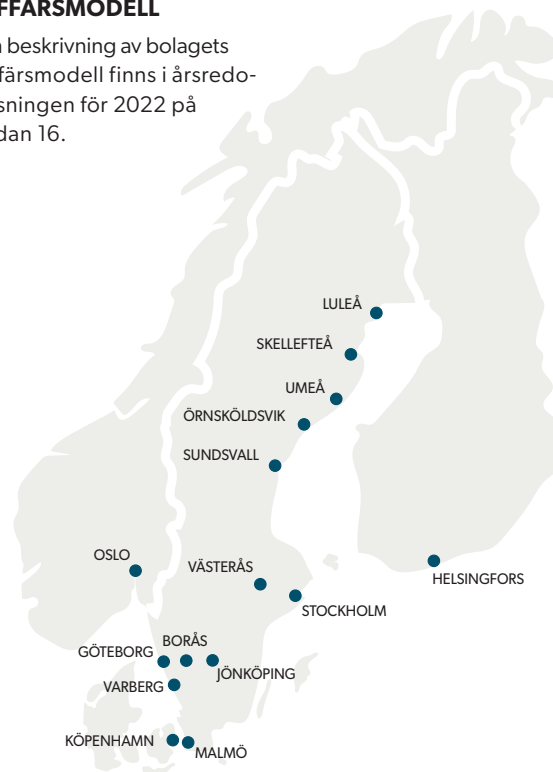 FFÄRSMODELL
beskrivning av bolagets
färsmodell finns i årsredo-
sningen för 2022 på
dan 16.
LULEÅ
SKELLEFTEÅ
UMEÅ
ÖRNSKÖLDSVIK
SUNDSVALL
OSLO
VÄSTERÅS
HELSINGFORS
STOCKHOLM
BORÅS
GÖTEBORG
JÖNKÖPING
VARBERG
KÖPENHAMN
MALMÖ